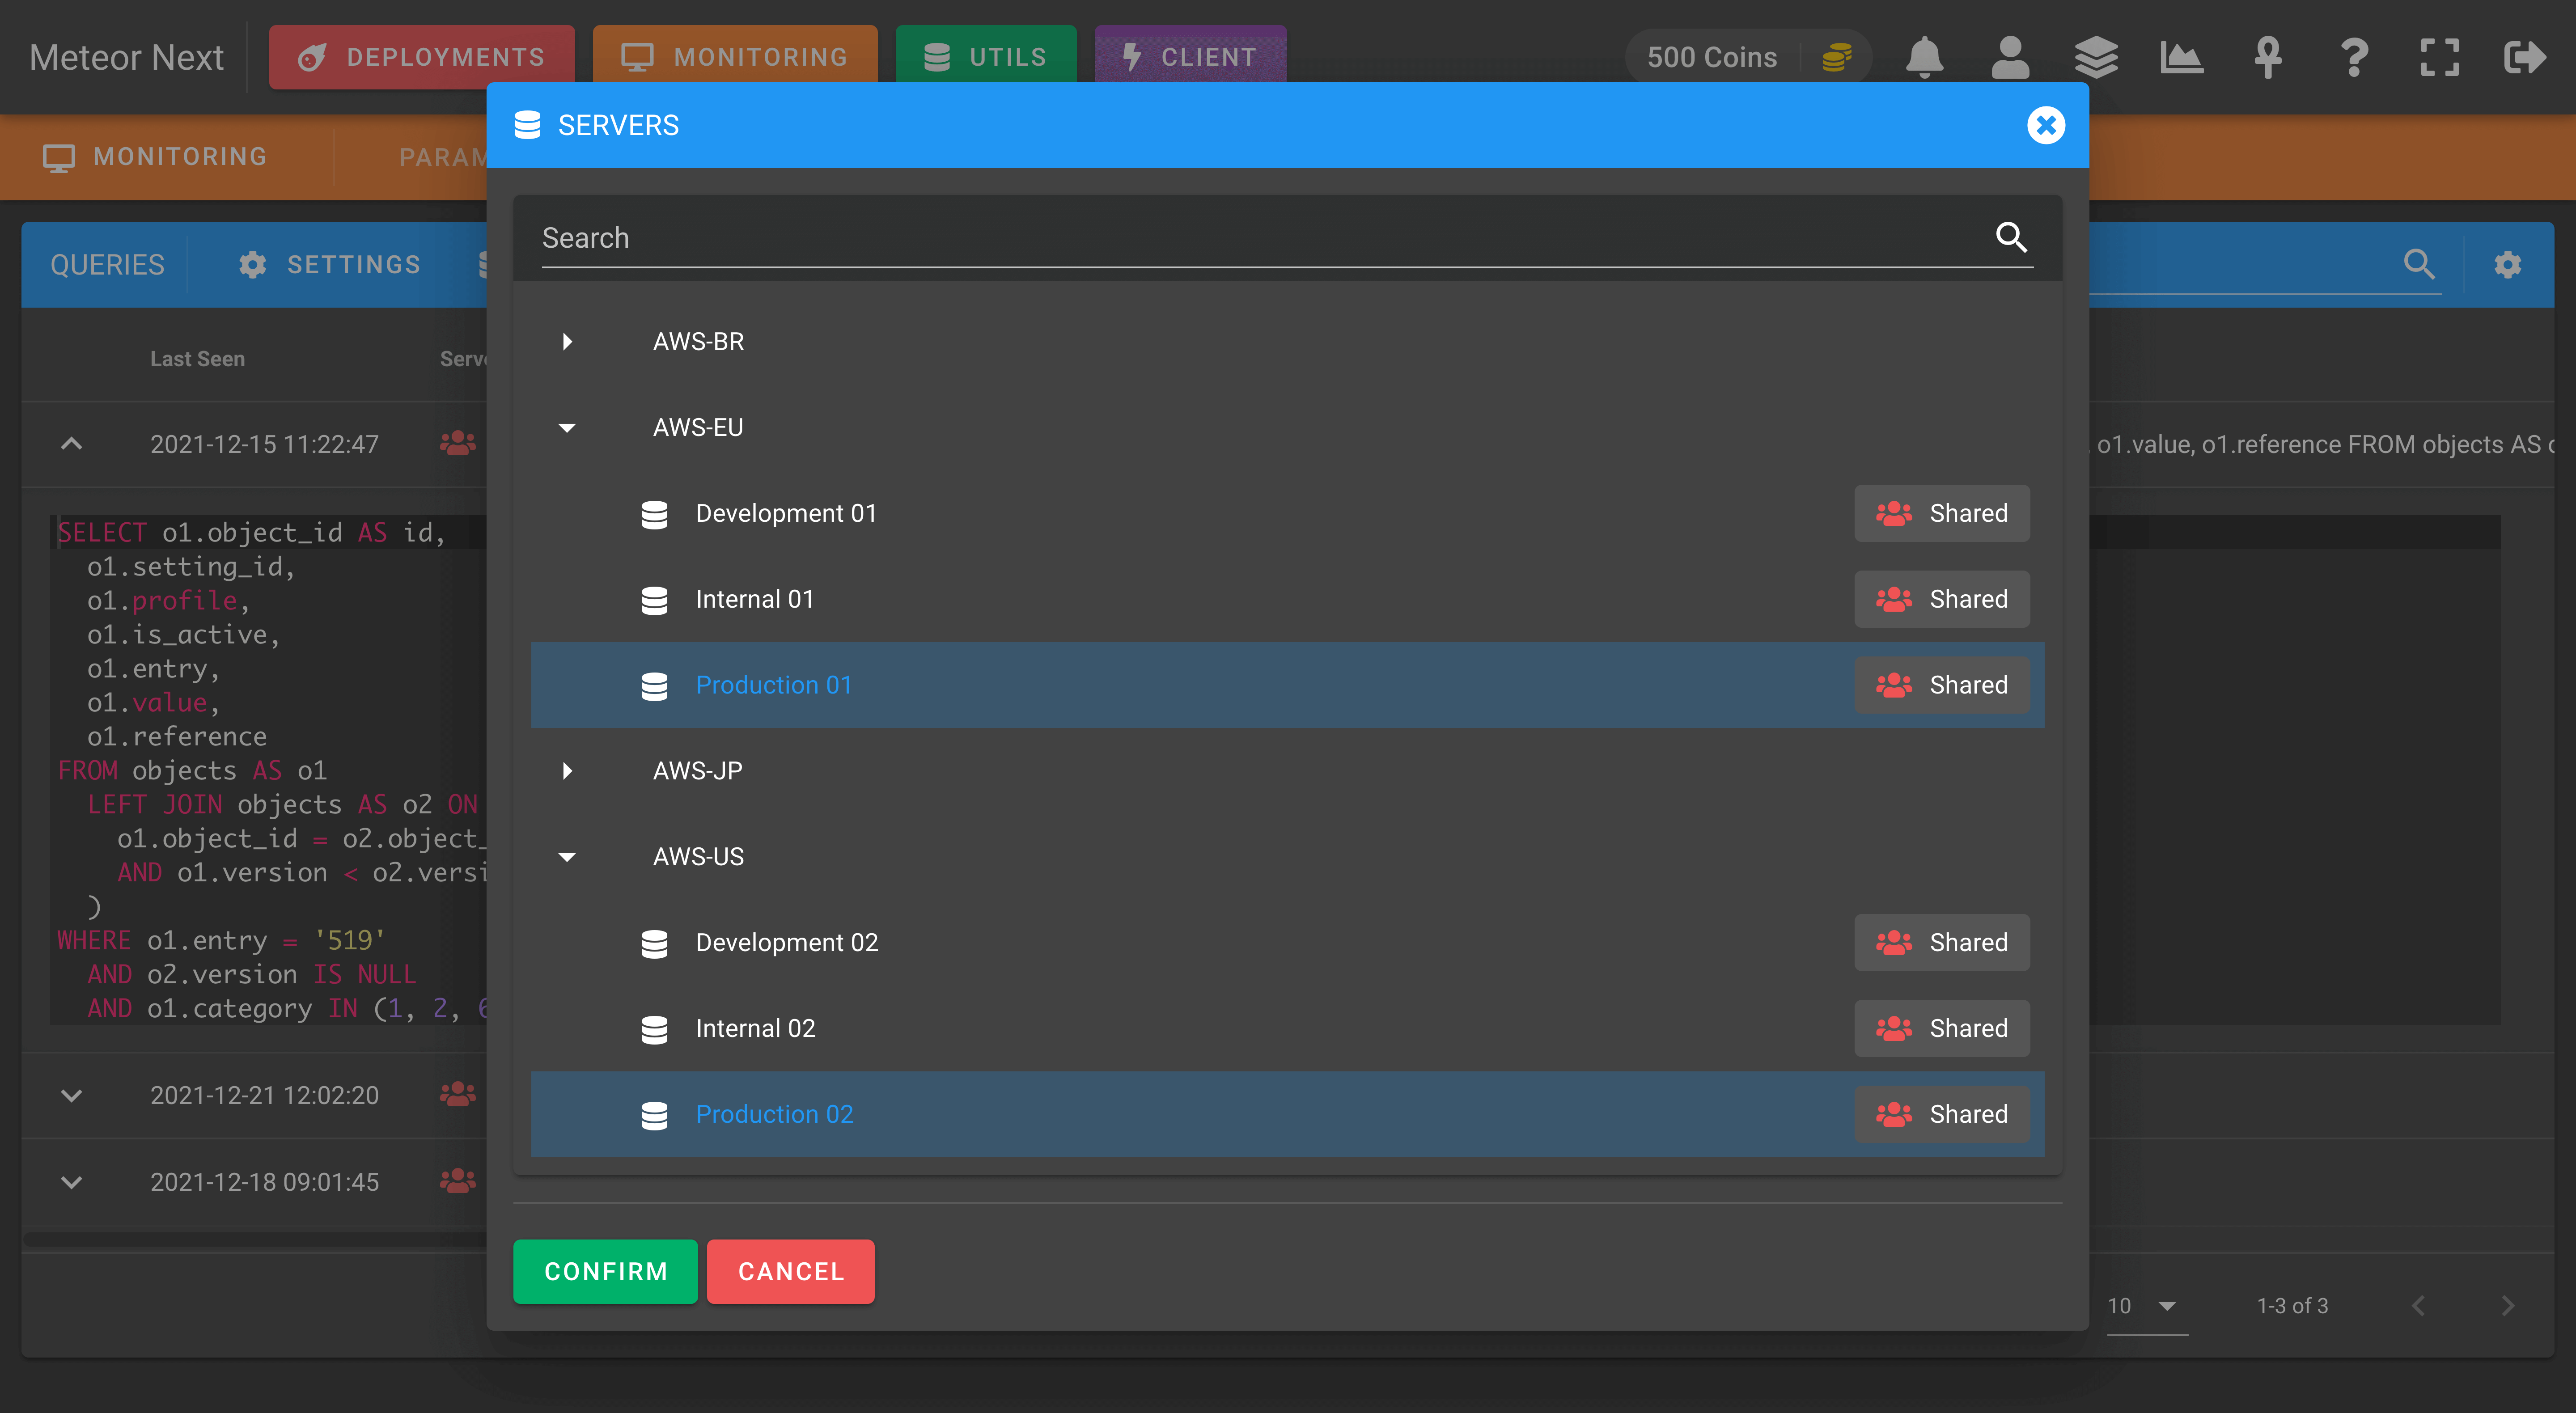 Meteor Next
DEPLOYMENTS
MONITORING
UTILS
CLIENT
500 Coins
MONITORING
SERVERS
QUERIES
SETTINGS
Search
Last Seen
AWS-BR
AWS-EU
2021-12-15 11:22:47
o1.value, o1.reference FROM objects AS
Development 01
Shared
Internal 01
Shared
Production 01
Shared
AWS-JP
AWS-US
Development 02
Shared
Internal 02
Shared
Production 02
Shared
SELECT o1.object_id AS id,
o1.setting_id,
o1.profile,
o1.is_active,
o1.entry,
o1.value,
o1.reference
FROM objects AS o1
LEFT JOIN objects AS o2 ON
o1.object_id = o2.object_
AND o1.version < o2.versi
)
WHERE o1.entry = '519'
AND o2.version IS NULL
AND o1.category IN (1, 2,
2021-12-21 12:02:20
2021-12-18 09:01:45
CONFIRM
CANCEL
10
1-3 of 3